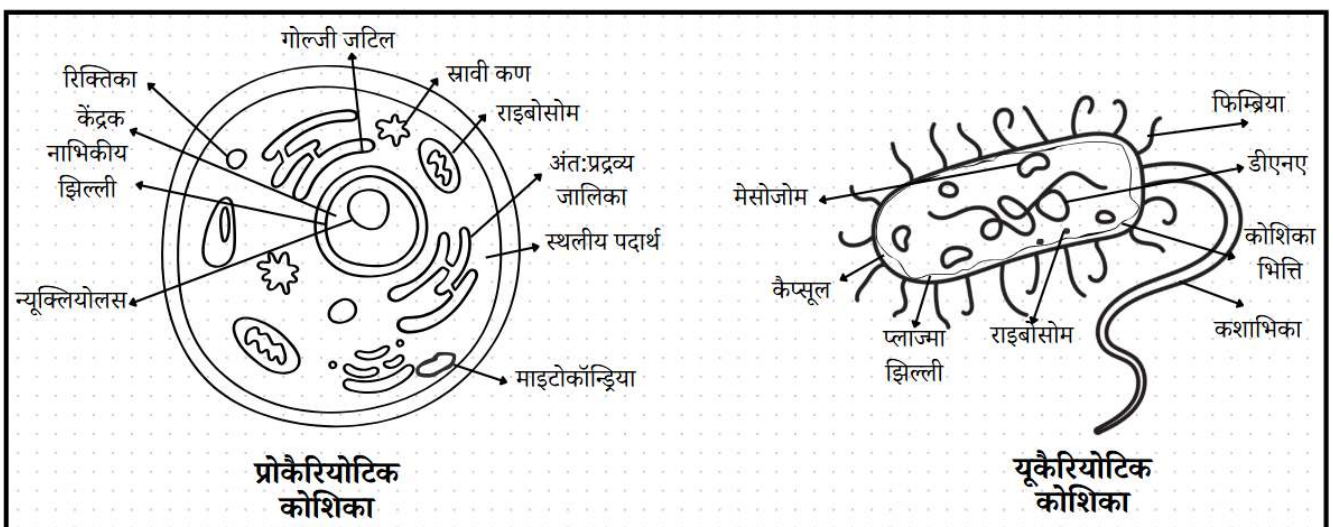 गोल्जी जटिल
स्रावी कण
रिक्तिका
केंद्रक
राइबोसोम
नाभिकीय
झिल्ली
अंत:प्रद्रव्य
जालिका
स्थलीय पदार्थ
न्यूक्लियोलस
माइटोकॉन्ड्रिया
प्रोकैरियोटिक
कोशिका
फिम्ब्रिया
डीएनए
मेसोजोम
कोशिका
भित्ति
कैप्सूल
कशाभिका
प्लाज्मा
झिल्ली
राइबोसोम
यूकैरियोटिक
कोशिका